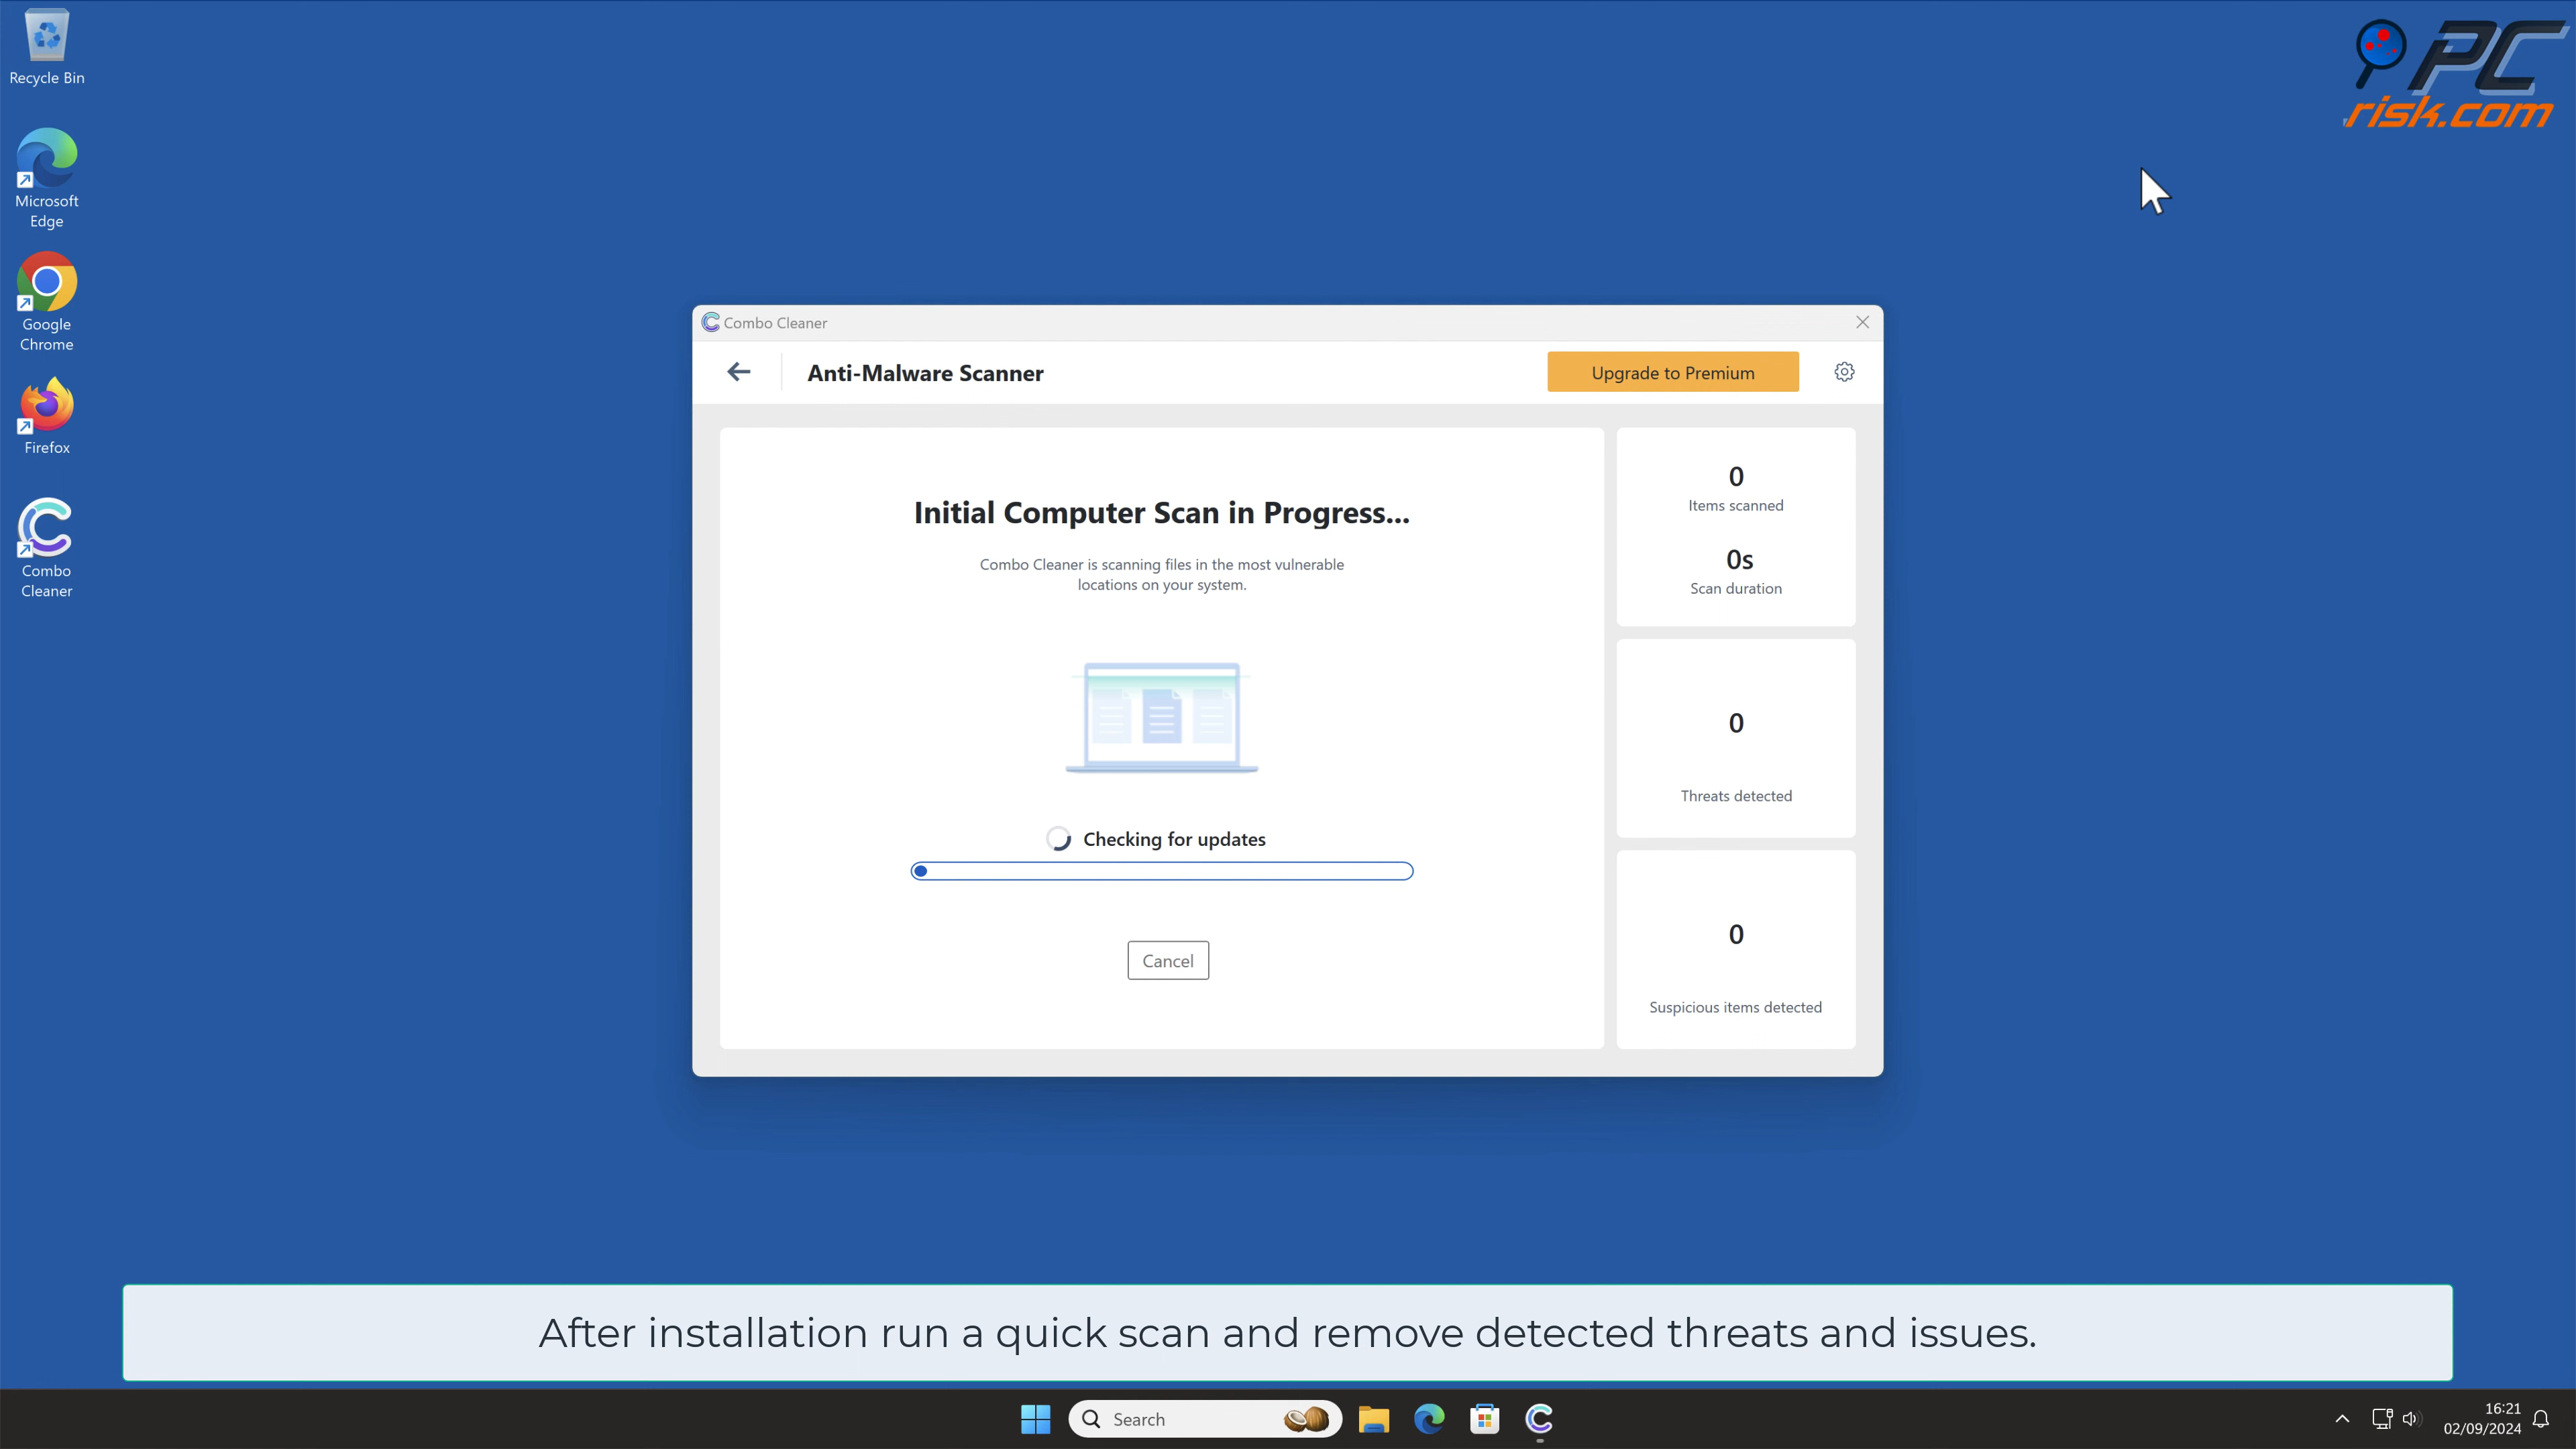 Recycle Bin
Microsoft
Edge
Google
Chrome
Firefox
Combo
Cleaner
PC
risk.com
Combo Cleaner
Anti-Malware Scanner
Upgrade to Premium
Initial Computer Scan in Progress...
Combo Cleaner is scanning files in the most vulnerable
locations on your system.
Checking for updates
Cancel
0
Items scanned
0s
Scan duration
0
Threats detected
0
Suspicious items detected
After installation run a quick scan and remove detected threats and issues.
Search
16:21
02/09/2024